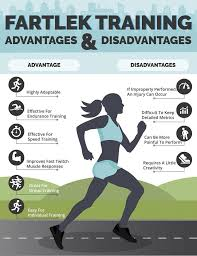 FARTLEK TRAINING
ADVANTAGES & DISADVANTAGES
ADVANTAGE
DISADVANTAGES
Highly Adaptable
Effective For
Endurance Training
Effective For
Speed Training
Improves Fast Twitch
Muscle Responses
Great For
Group Training
Easy For
Individual Training
If Improperly Performed
An Injury Can Occur
Difficult To Keep
Detailed Metrics
Can Be More
Painful To Perform
Requires A Little
Creativity